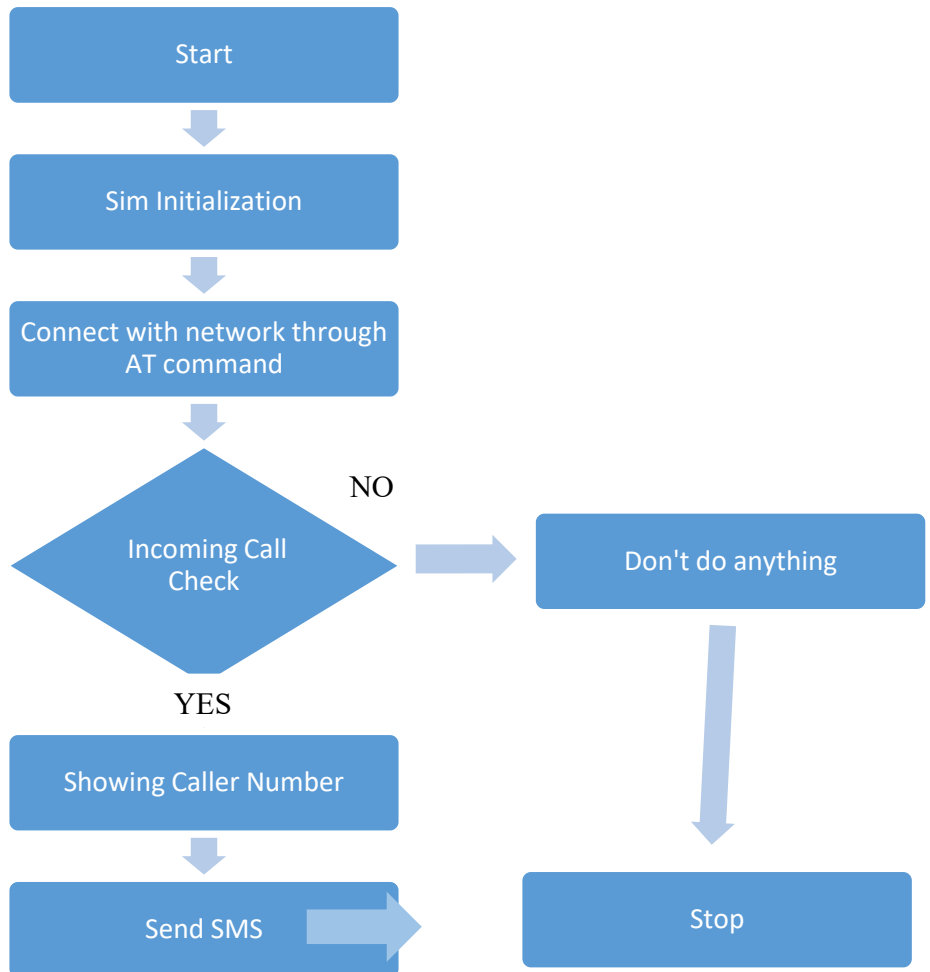 Start
Sim Initialization
Connect with network through
AT command
NO
Incoming Call
Check
Don't do anything
YES
Showing Caller Number
Send SMS
Stop